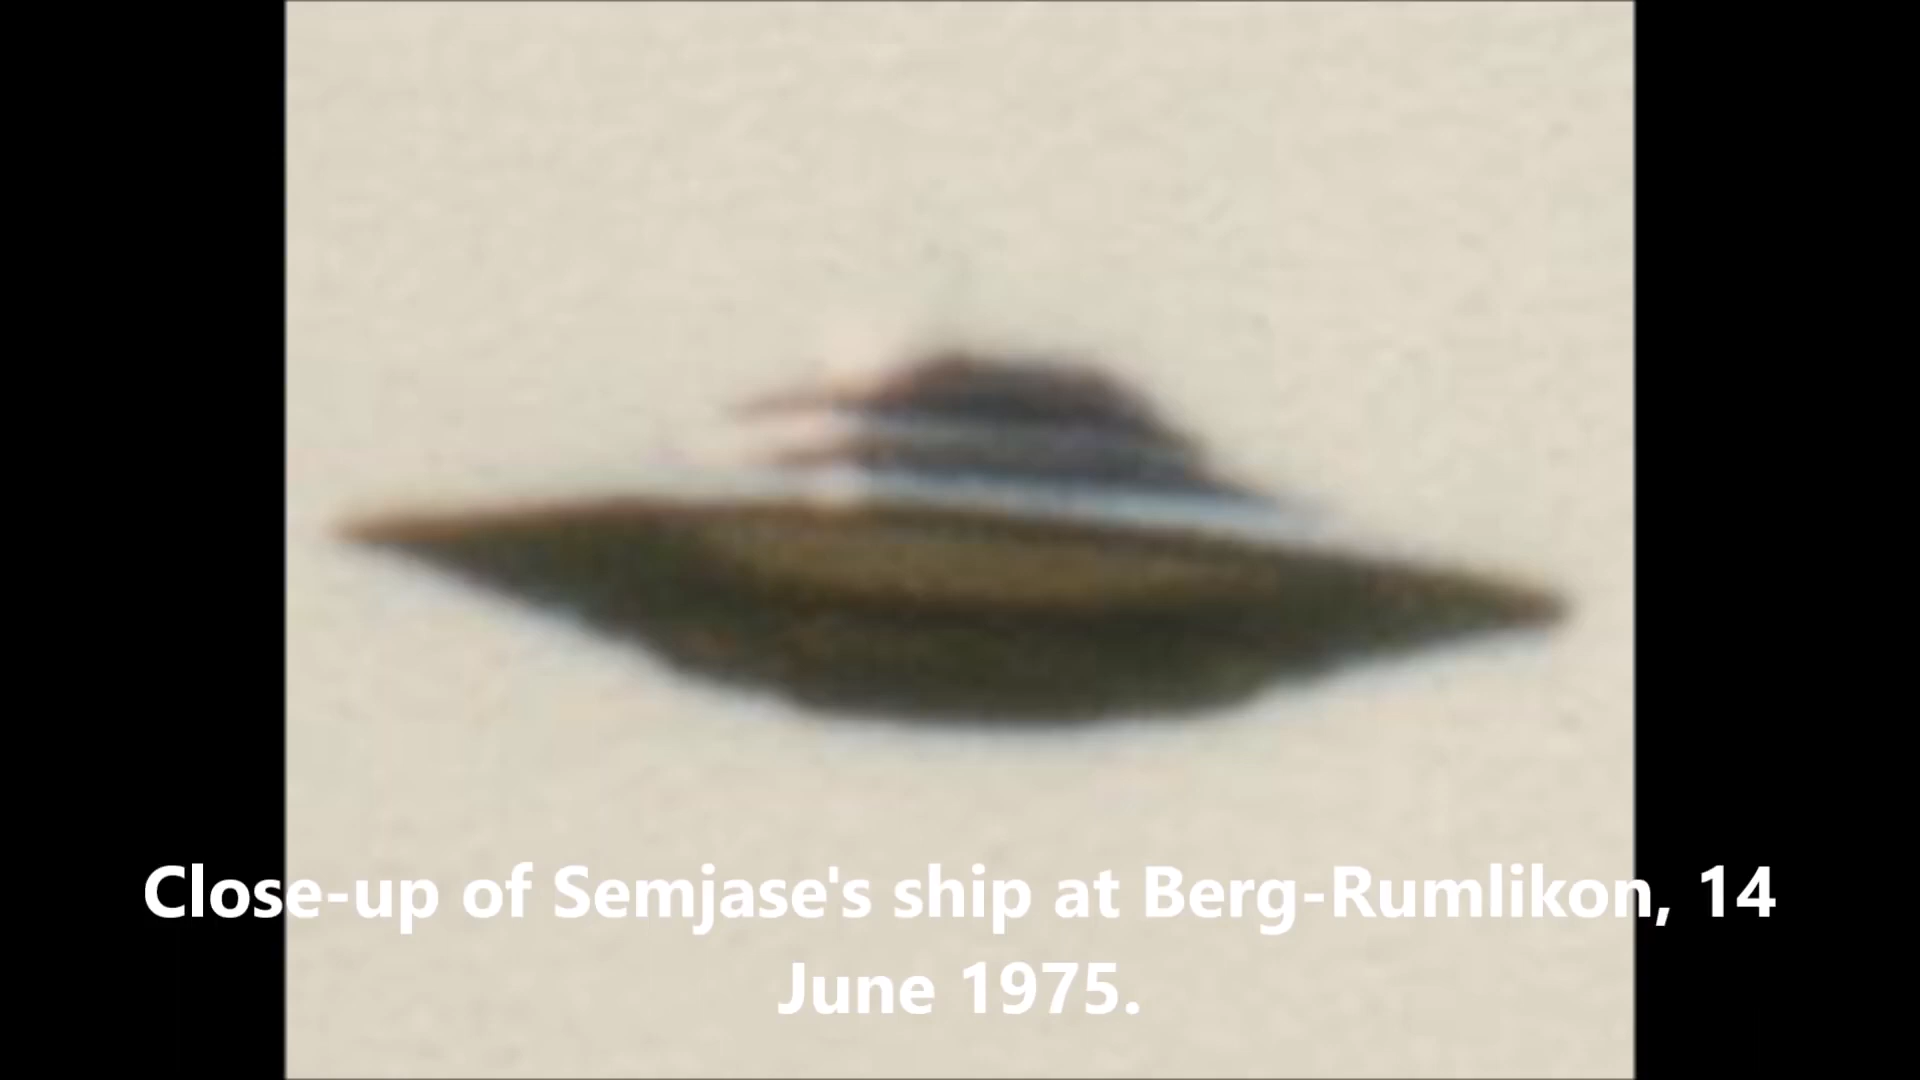 Close-up of Semjase's ship at Berg-Rumlikon, 14
June 1975.